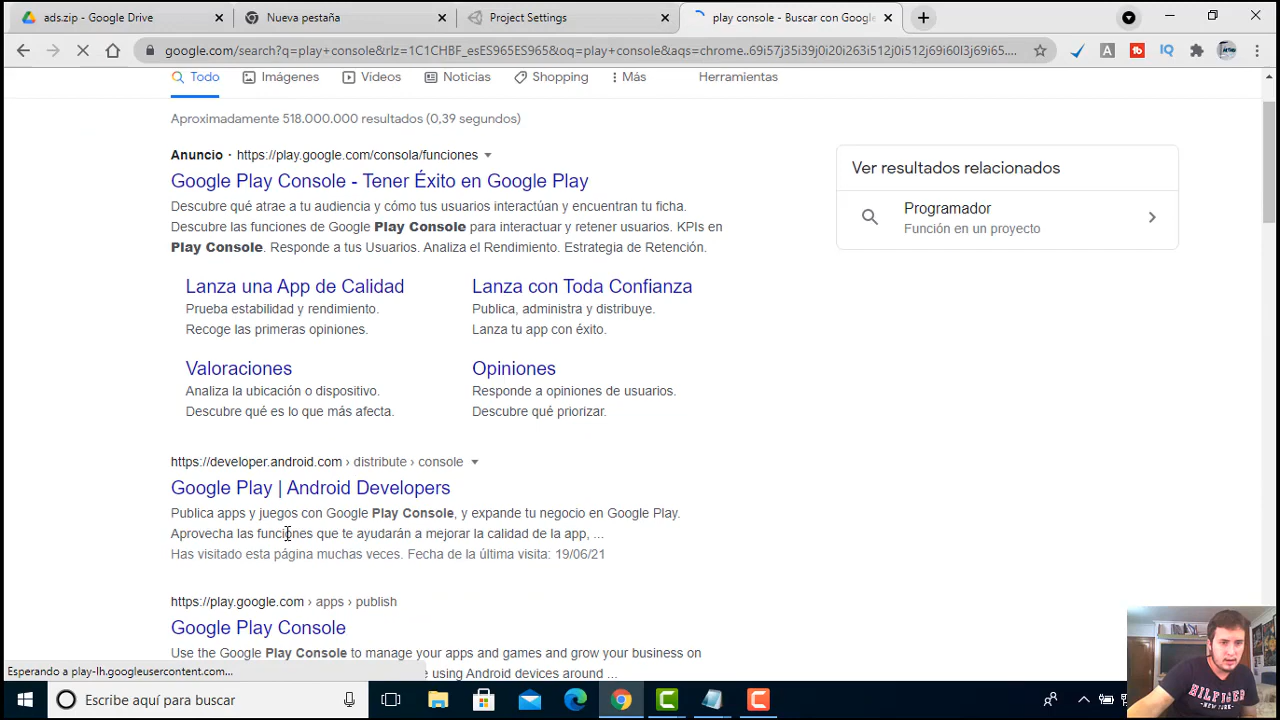 ads.zip - Google Drive
Nueva pestaña
Project Settings
play console - Buscar con Google
google.com/search?q=play+console&rlz=1C1CHBF_esES965ES965&oq=play+console&aqs=chrome..69i57j35i39j0i20i263i512j0i512j69i60l3j69i65....
Todo
Imágenes
Vídeos
Noticias
Shopping
Más
Herramientas
Aproximadamente 518.000.000 resultados (0,39 segundos)
Anuncio · https://play.google.com/consola/funciones
Google Play Console - Tener Éxito en Google Play
Descubre qué atrae a tu audiencia y cómo tus usuarios interactúan y encuentran tu ficha.
Descubre las funciones de Google Play Console para interactuar y retener usuarios. KPIs en
Play Console. Responde a tus Usuarios. Analiza el Rendimiento. Estrategia de Retención.
Lanza una App de Calidad
Prueba estabilidad y rendimiento.
Recoge las primeras opiniones.
Lanza con Toda Confianza
Publica, administra y distribuye.
Lanza tu app con éxito.
Valoraciones
Analiza la ubicación o dispositivo.
Descubre qué es lo que más afecta.
Opiniones
Responde a opiniones de usuarios.
Descubre qué priorizar.
https://developer.android.com › distribute › console
Google Play | Android Developers
Publica apps y juegos con Google Play Console, y expande tu negocio en Google Play.
Aprovecha las funciones que te ayudarán a mejorar la calidad de la app, ...
Has visitado esta página muchas veces. Fecha de la última visita: 19/06/21
https://play.google.com › apps › publish
Google Play Console
Use the Google Play Console to manage your apps and games and grow your business on
e using Android devices around ...
Ver resultados relacionados
Programador
Función en un proyecto
Esperando a play-lh.googleusercontent.com...
Escribe aquí para buscar
HILFIGER
NEW YORK